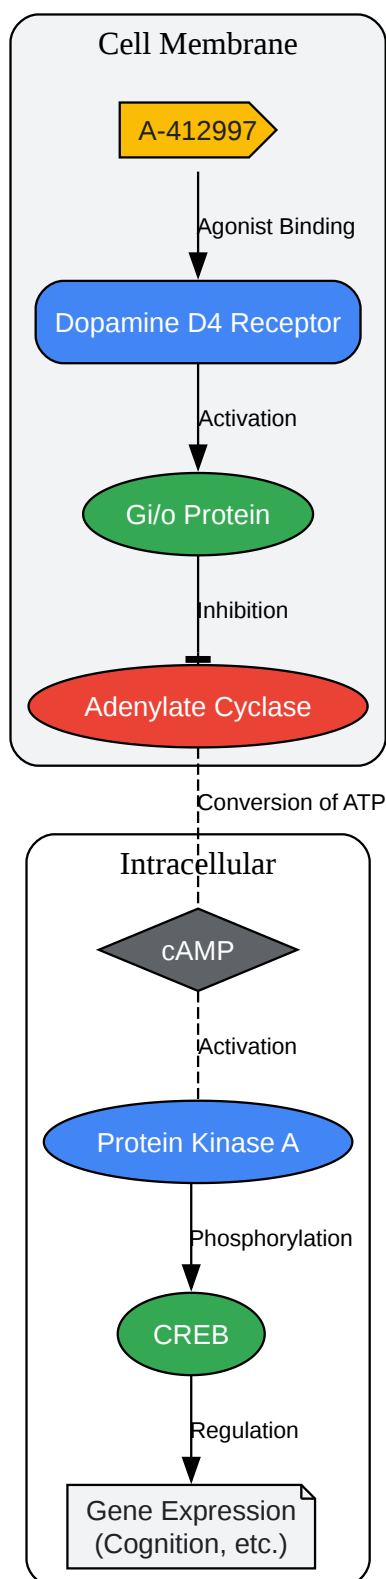 Cell Membrane
A-412997
Agonist Binding
Dopamine D4 Receptor
Activation
Gi/o Protein
Inhibition
Adenylate Cyclase
Conversion of ATP
Intracellular
cAMP
Activation
Protein Kinase A
Phosphorylation
CREB
Regulation
Gene Expression
(Cognition, etc.)